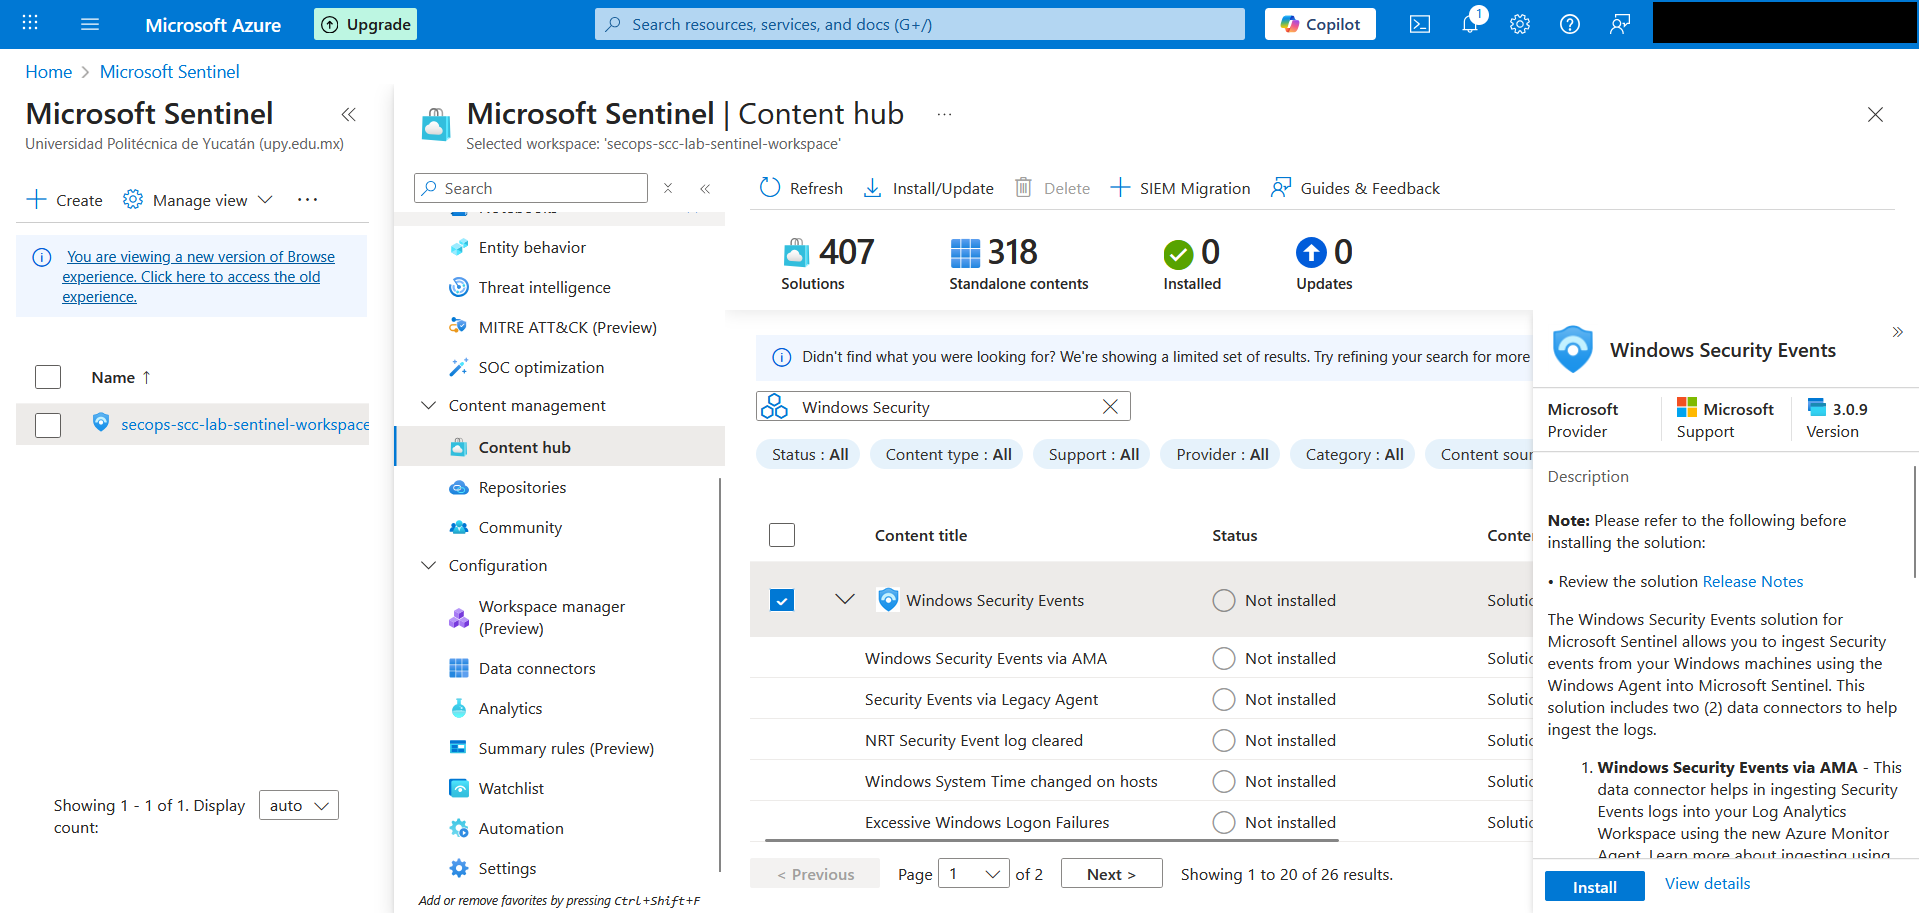 Microsoft Azure
Upgrade
Search resources, services, and docs (G+/)
Copilot
1
Home > Microsoft Sentinel
Microsoft Sentinel
Universidad Politécnica de Yucatán (upy.edu.mx)
Create
Manage view
You are viewing a new version of Browse
experience. Click here to access the old
experience.
Name ↑
secops-scc-lab-sentinel-workspace
Showing 1 - 1 of 1. Display
count:
auto
Microsoft Sentinel | Content hub
Selected workspace: 'secops-scc-lab-sentinel-workspace'
Search
Notebooks
Entity behavior
Threat intelligence
MITRE ATT&CK (Preview)
SOC optimization
Content management
Content hub
Repositories
Community
Configuration
Workspace manager
(Preview)
Data connectors
Analytics
Summary rules (Preview)
Watchlist
Automation
Settings
Add or remove favorites by pressing Ctrl+Shift+F
Refresh
Install/Update
Delete
SIEM Migration
Guides & Feedback
407
Solutions
318
Standalone contents
0
Installed
0
Updates
Didn't find what you were looking for? We're showing a limited set of results. Try refining your search for more
Windows Security
Status : All
Content type : All
Support : All
Provider : All
Category : All
Content sour
Content title Status Conte
Windows Security Events Not installed Solutio
Windows Security Events via AMA Not installed Solutio
Security Events via Legacy Agent Not installed Solutio
NRT Security Event log cleared Not installed Solutio
Windows System Time changed on hosts Not installed Solutio
Excessive Windows Logon Failures Not installed Solutio
< Previous
Page 1 of 2
Next >
Showing 1 to 20 of 26 results.
Windows Security Events
Microsoft
Provider
Microsoft
Support
3.0.9
Version
Description
Note: Please refer to the following before
installing the solution:
• Review the solution Release Notes
The Windows Security Events solution for
Microsoft Sentinel allows you to ingest Security
events from your Windows machines using the
Windows Agent into Microsoft Sentinel. This
solution includes two (2) data connectors to help
ingest the logs.
1. Windows Security Events via AMA - This
data connector helps in ingesting Security
Events logs into your Log Analytics
Workspace using the new Azure Monitor
Agent. Learn more about ingesting using
Install
View details